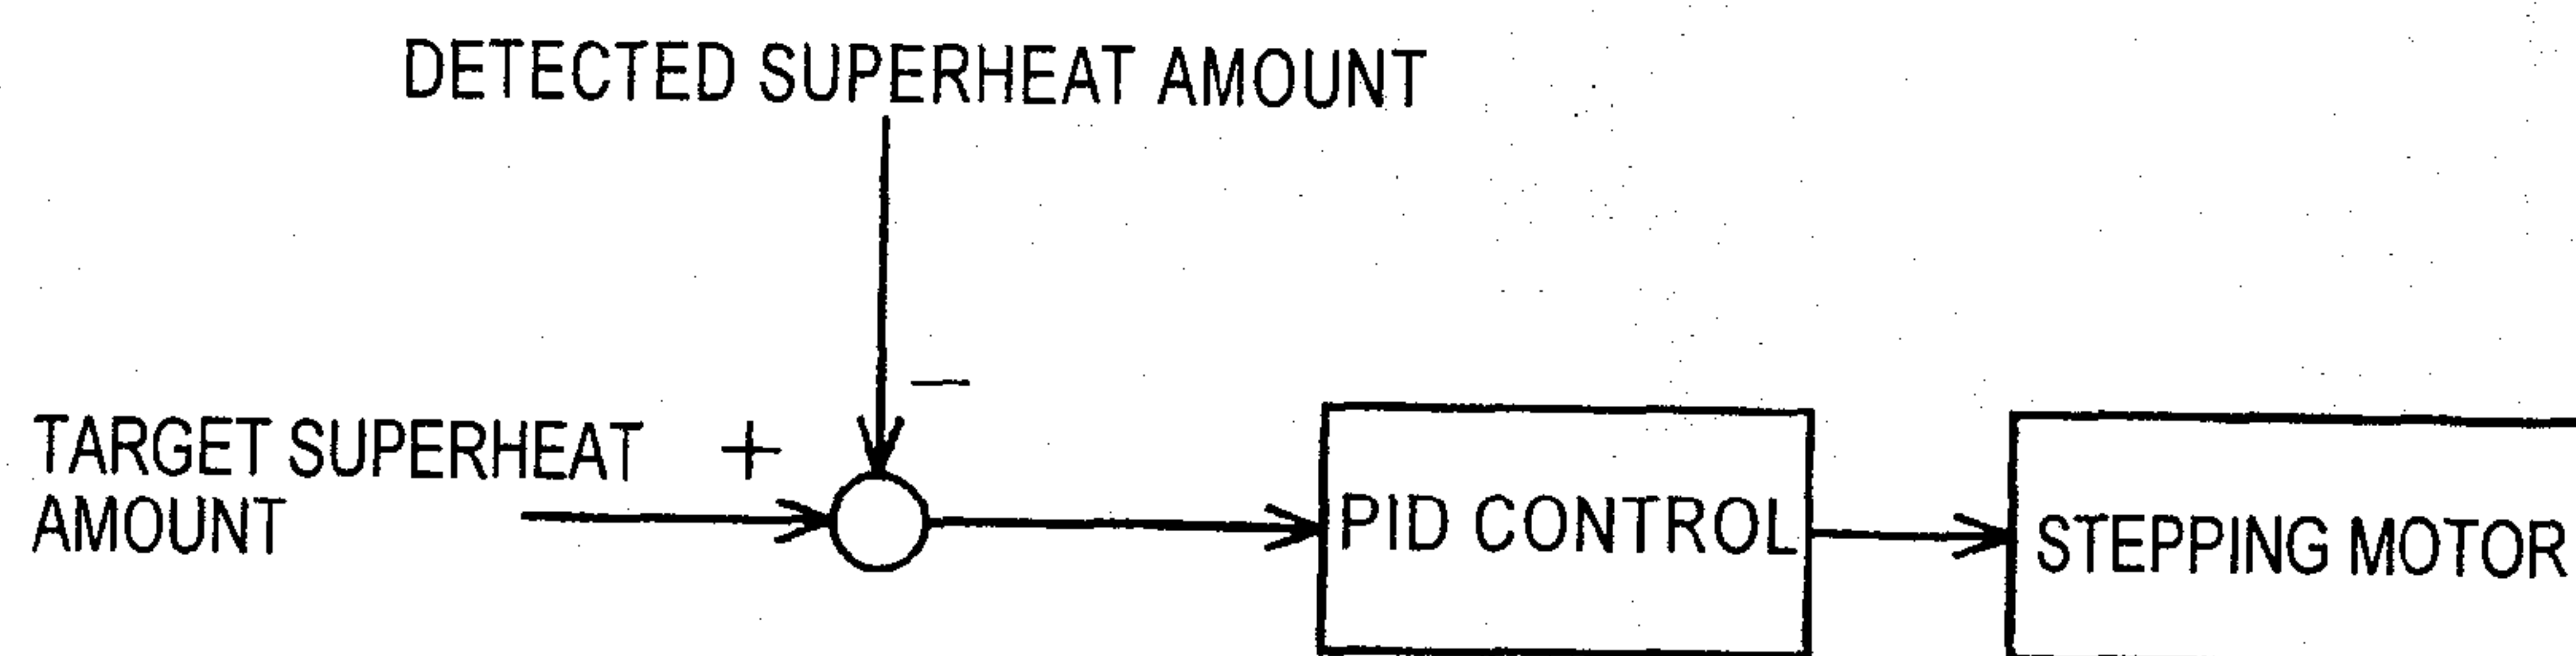 DETECTED SUPERHEAT AMOUNT
−
TARGET SUPERHEAT +
AMOUNT
PID CONTROL
STEPPING MOTOR